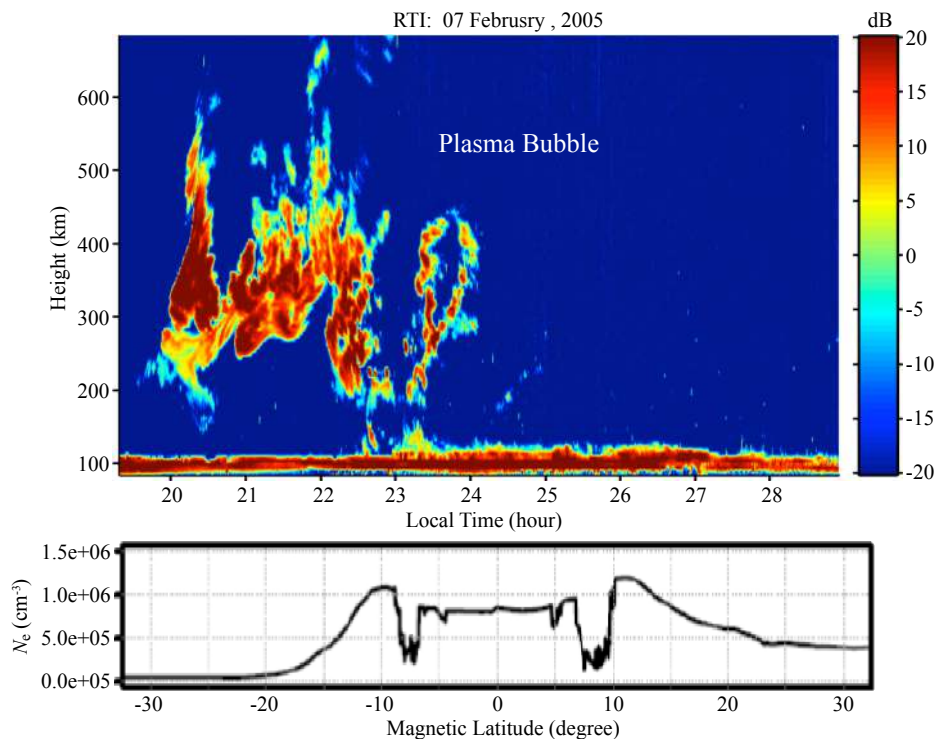 RTI: 07 Februsry , 2005
dB
Plasma Bubble
Height (km)
600
500
400
300
200
100
20
15
10
5
0
-5
-10
-15
-20
20 21 22 23 24 25 26 27 28
Local Time (hour)
Ne (cm-3)
1.5e+06
1.0e+06
5.0e+05
0.0e+05
-30 -20 -10 0 10 20 30
Magnetic Latitude (degree)